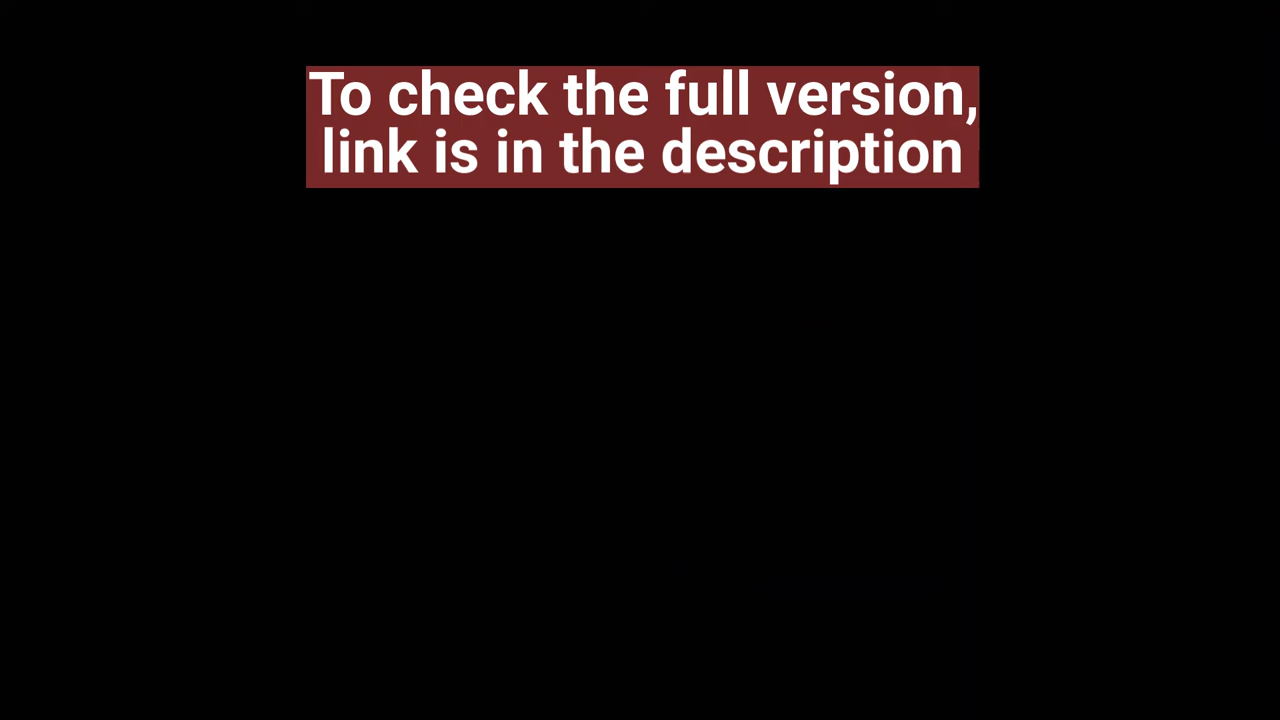 To check the full version,
link is in the description